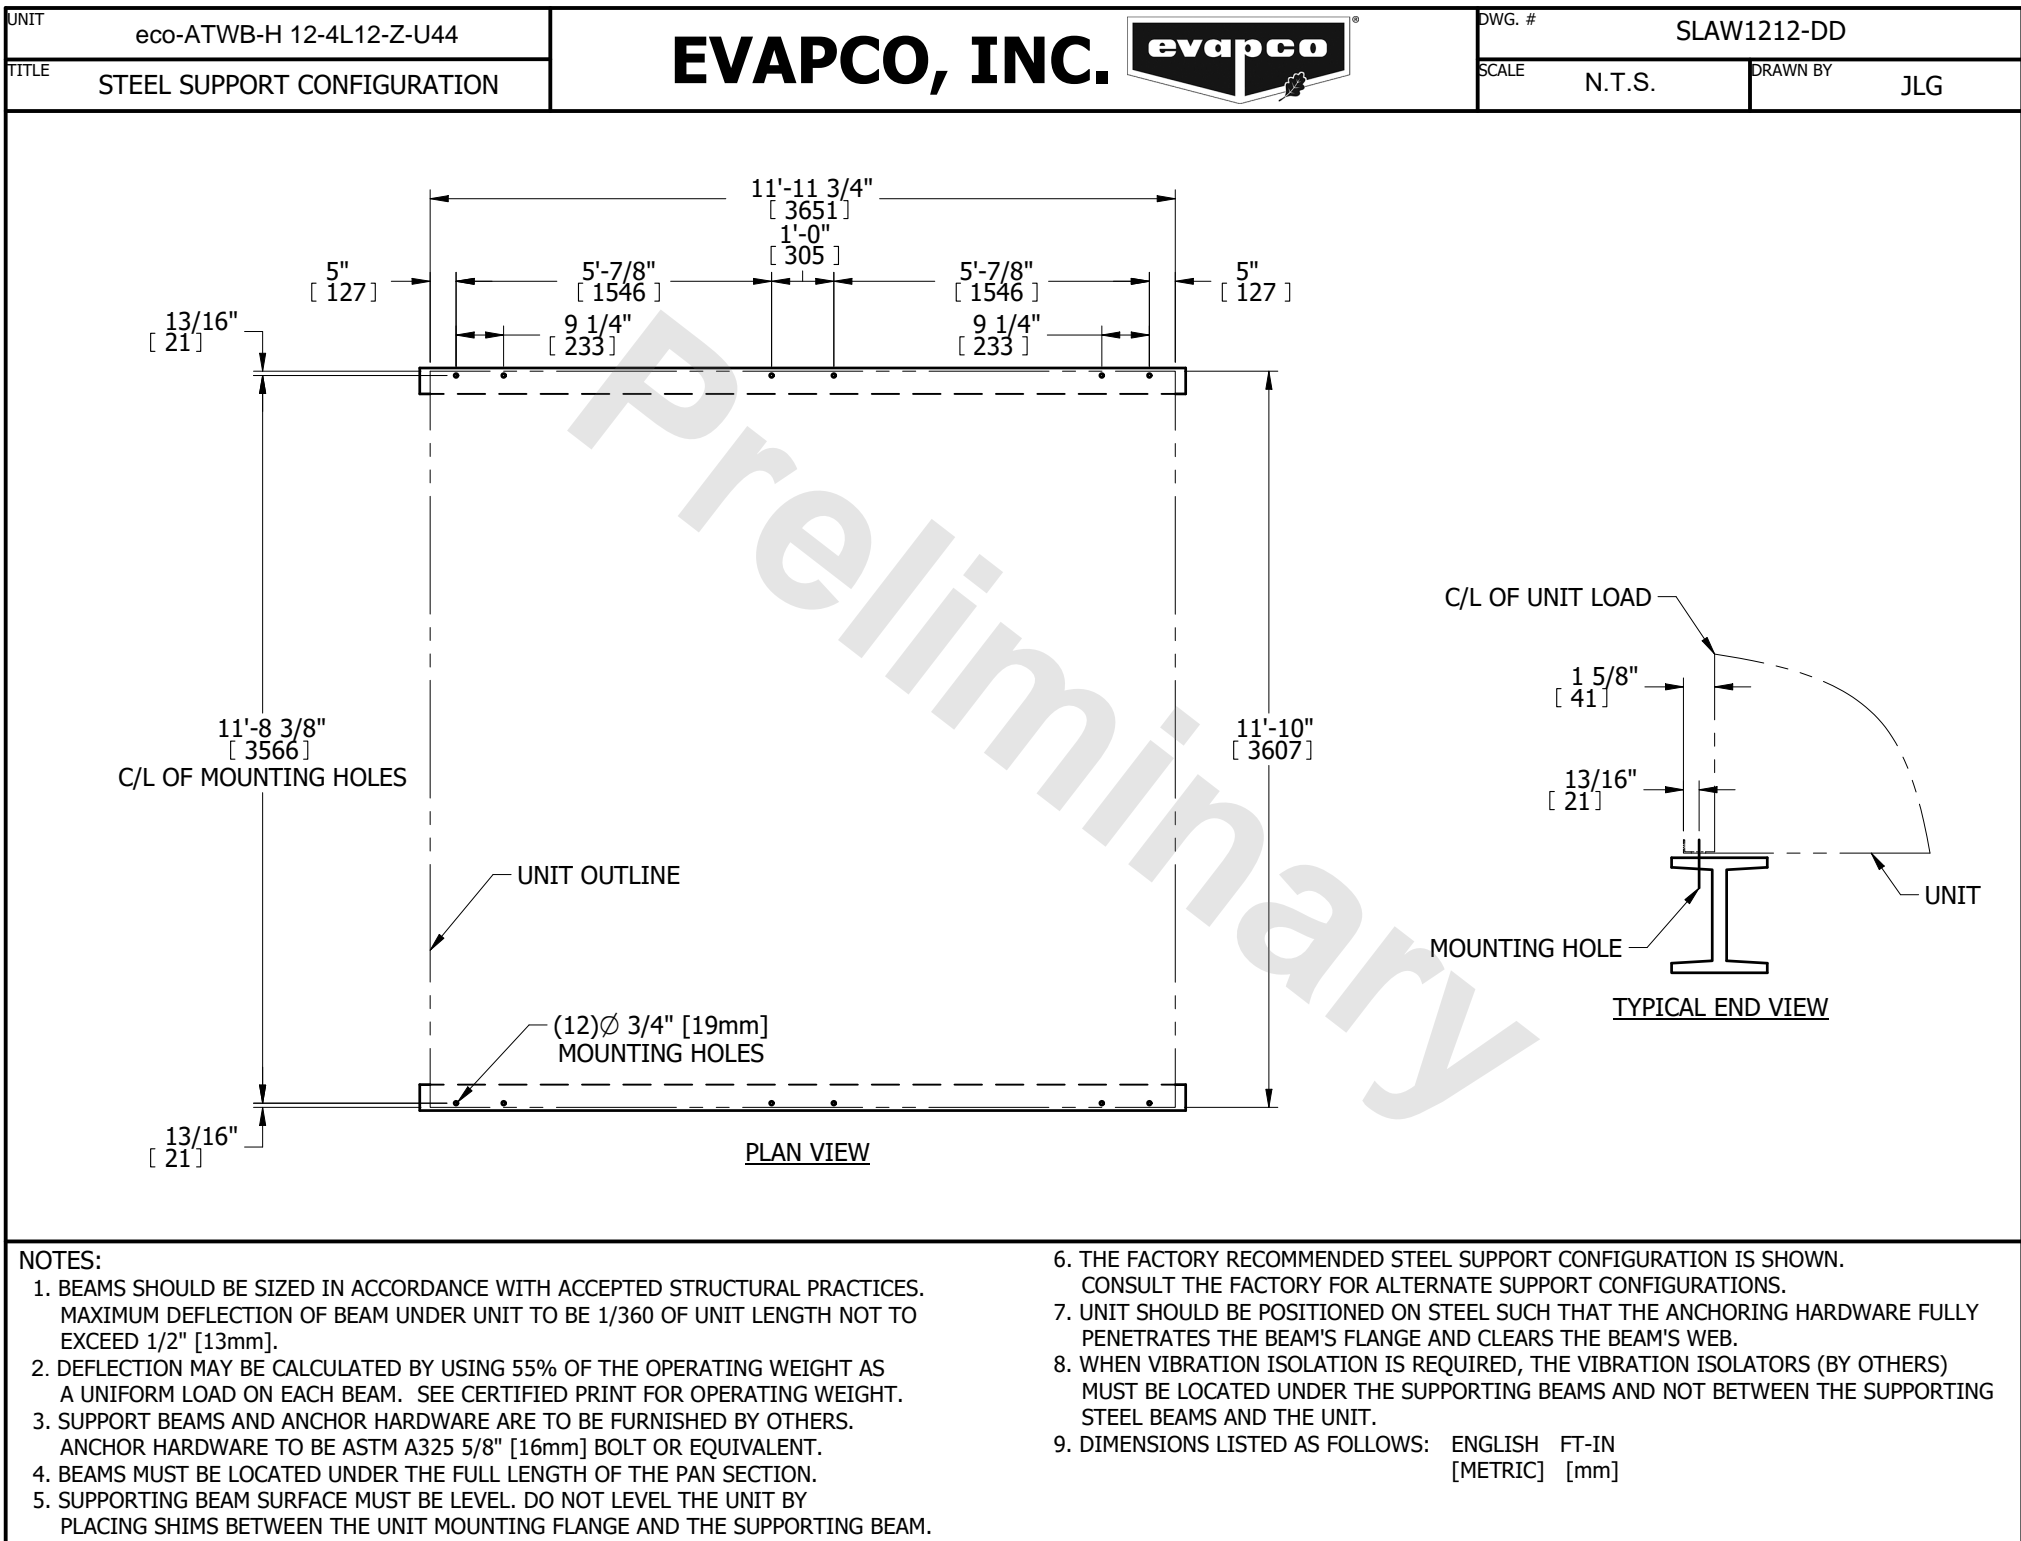 UNIT
eco-ATWB-H 12-4L12-Z-U44
TITLE
STEEL SUPPORT CONFIGURATION
EVAPCO, INC.
evapco
®
DWG. #
SLAW1212-DD
SCALE
N.T.S.
DRAWN BY
JLG
11'-11 3/4"
[ 3651]
1'-0"
[ 305 ]
5"
[ 127]
5'-7/8"
[ 1546 ]
5'-7/8"
[ 1546 ]
5"
[ 127 ]
13/16"
[ 21]
9 1/4"
[ 233]
9 1/4"
[ 233 ]
Preliminary
11'-8 3/8"
[ 3566]
C/L OF MOUNTING HOLES
11'-10"
[ 3607]
UNIT OUTLINE
(12)∅ 3/4" [19mm]
MOUNTING HOLES
13/16"
[ 21]
PLAN VIEW
C/L OF UNIT LOAD
1 5/8"
[ 41]
13/16"
[ 21]
UNIT
MOUNTING HOLE
TYPICAL END VIEW
NOTES:
1. BEAMS SHOULD BE SIZED IN ACCORDANCE WITH ACCEPTED STRUCTURAL PRACTICES.
MAXIMUM DEFLECTION OF BEAM UNDER UNIT TO BE 1/360 OF UNIT LENGTH NOT TO
EXCEED 1/2" [13mm].
2. DEFLECTION MAY BE CALCULATED BY USING 55% OF THE OPERATING WEIGHT AS
A UNIFORM LOAD ON EACH BEAM. SEE CERTIFIED PRINT FOR OPERATING WEIGHT.
3. SUPPORT BEAMS AND ANCHOR HARDWARE ARE TO BE FURNISHED BY OTHERS.
ANCHOR HARDWARE TO BE ASTM A325 5/8" [16mm] BOLT OR EQUIVALENT.
4. BEAMS MUST BE LOCATED UNDER THE FULL LENGTH OF THE PAN SECTION.
5. SUPPORTING BEAM SURFACE MUST BE LEVEL. DO NOT LEVEL THE UNIT BY
PLACING SHIMS BETWEEN THE UNIT MOUNTING FLANGE AND THE SUPPORTING BEAM.
6. THE FACTORY RECOMMENDED STEEL SUPPORT CONFIGURATION IS SHOWN.
CONSULT THE FACTORY FOR ALTERNATE SUPPORT CONFIGURATIONS.
7. UNIT SHOULD BE POSITIONED ON STEEL SUCH THAT THE ANCHORING HARDWARE FULLY
PENETRATES THE BEAM'S FLANGE AND CLEARS THE BEAM'S WEB.
8. WHEN VIBRATION ISOLATION IS REQUIRED, THE VIBRATION ISOLATORS (BY OTHERS)
MUST BE LOCATED UNDER THE SUPPORTING BEAMS AND NOT BETWEEN THE SUPPORTING
STEEL BEAMS AND THE UNIT.
9. DIMENSIONS LISTED AS FOLLOWS: ENGLISH FT-IN
[METRIC] [mm]